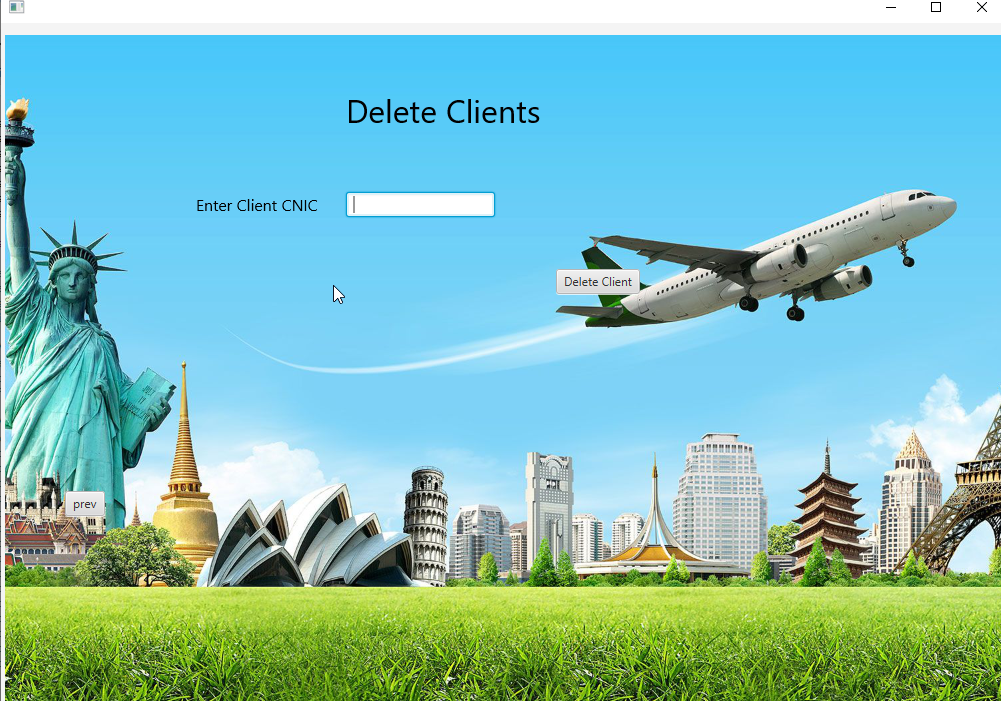 Delete Clients
Enter Client CNIC
Delete Client
prev